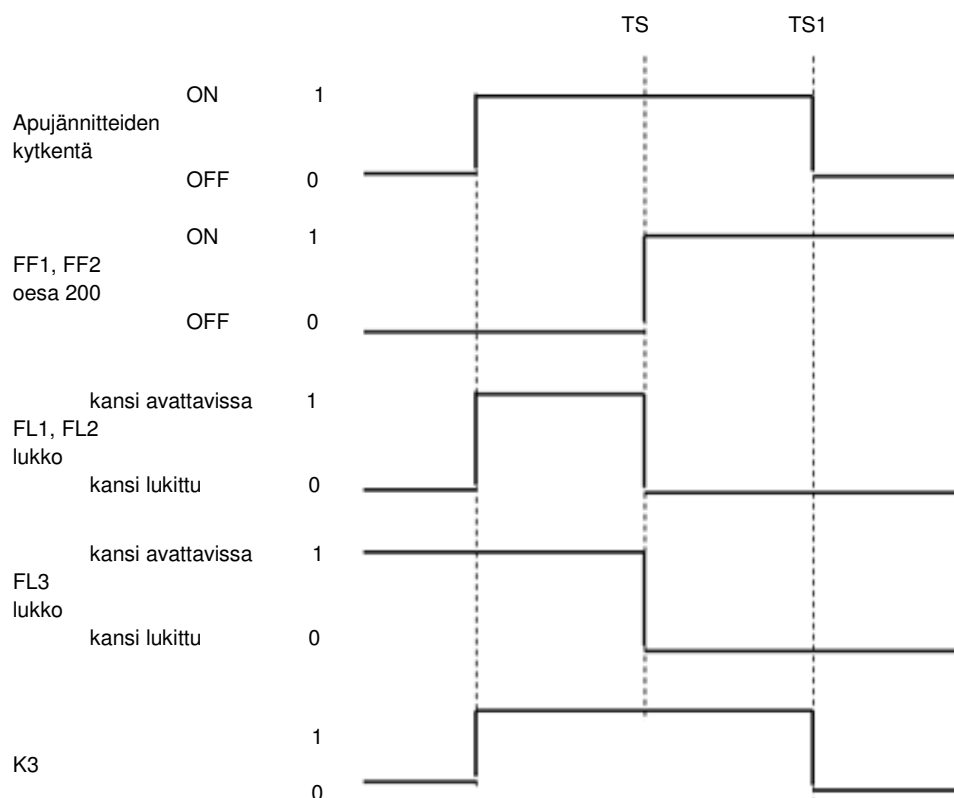 TS TS1
ON 1
Apujännitteiden
kytkentä
OFF 0
ON 1
FF1, FF2
oesa 200
OFF 0
kansi avattavissa 1
FL1, FL2
lukko
kansi lukittu 0
kansi avattavissa 1
FL3
lukko
kansi lukittu 0
1
K3
0